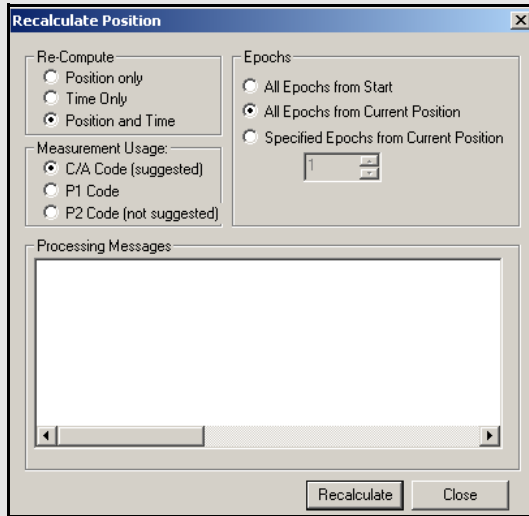 Recalculate Position
Re-Compute
Position only
Time Only
Position and Time
Measurement Usage:
C/A Code (suggested)
P1 Code
P2 Code (not suggested)
Epochs
All Epochs from Start
All Epochs from Current Position
Specified Epochs from Current Position
1
Processing Messages
Recalculate
Close